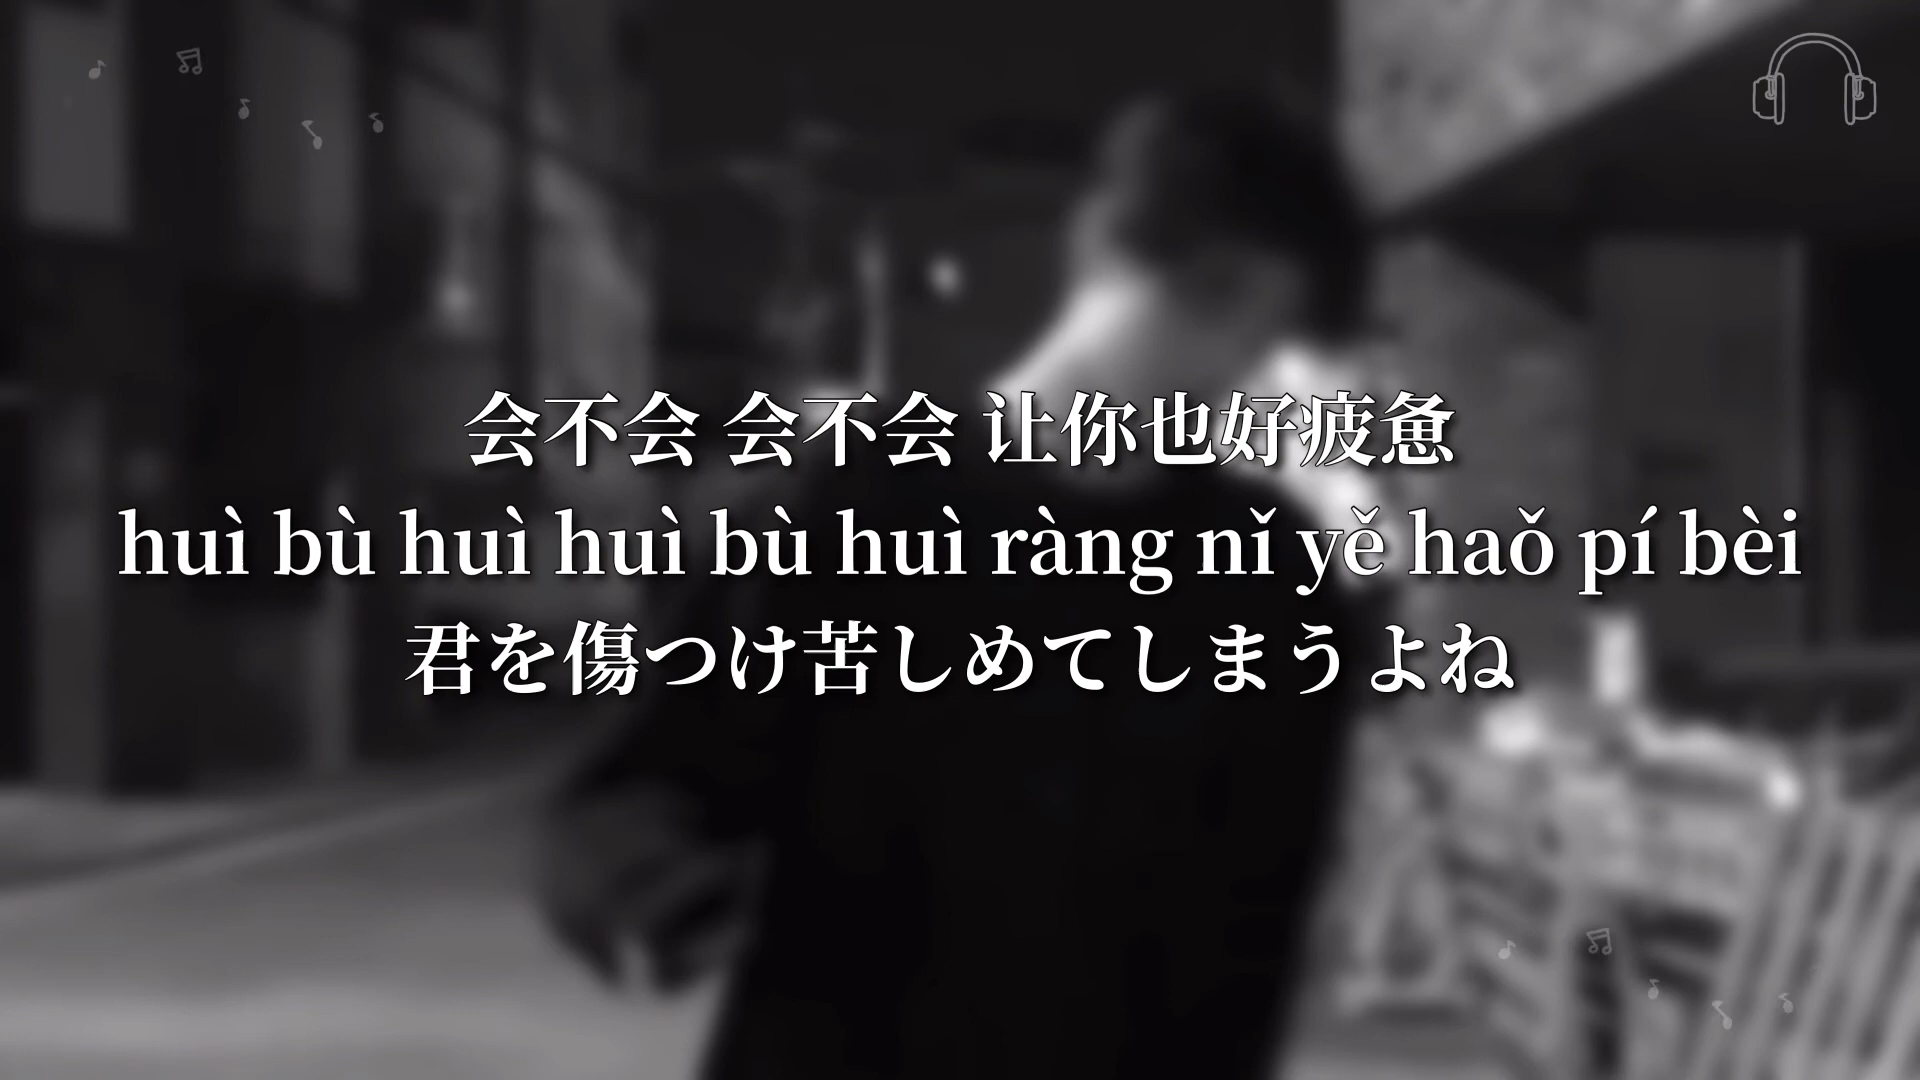 会不会 会不会 让你也好疲惫
huì bù huì huì bù huì ràng nǐ yě haǒ pí bèi
君を傷つけ苦しめてしまうよね